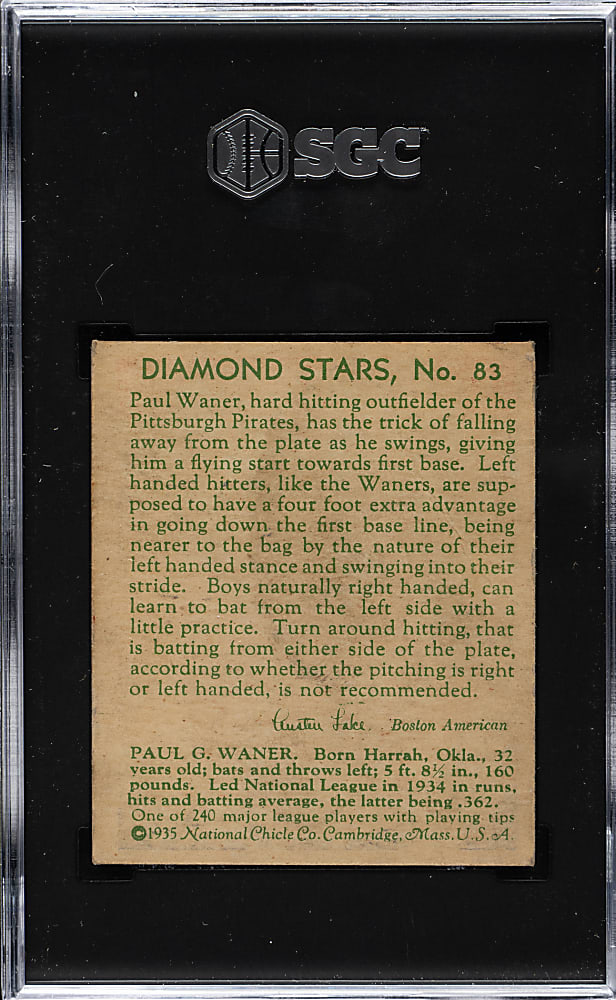 SGC
DIAMOND STARS, No. 83
Paul Waner, hard hitting outfielder of the
Pittsburgh Pirates, has the trick of falling
away from the plate as he swings, giving
him a flying start towards first base. Left
handed hitters, like the Waners, are sup-
posed to have a four foot extra advantage
in going down the first base line, being
nearer to the bag by the nature of their
left handed stance and swinging into their
stride. Boys naturally right handed, can
learn to bat from the left side with a
little practice. Turn around hitting, that
is batting from either side of the plate,
according to whether the pitching is right
or left handed, is not recommended.
Austen Lake. Boston American
PAUL G. WANER. Born Harrah, Okla., 32
years old; bats and throws left; 5 ft. 8½ in., 160
pounds. Led National League in 1934 in runs,
hits and batting average, the latter being .362.
One of 240 major league players with playing tips
©1935 National Chicle Co. Cambridge, Mass. U.S.A.